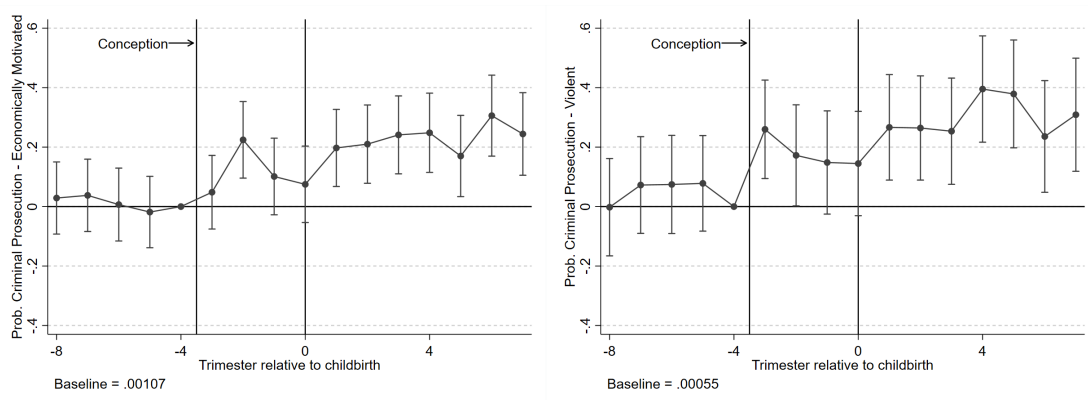 Prob. Criminal Prosecution - Economically Motivated
.6
.4
.2
0
-.2
-.4
Conception
-8
-4
0
4
Trimester relative to childbirth
Baseline = .00107
Prob. Criminal Prosecution - Violent
.6
.4
.2
0
-.2
-.4
Conception
-8
-4
0
4
Trimester relative to childbirth
Baseline = .00055